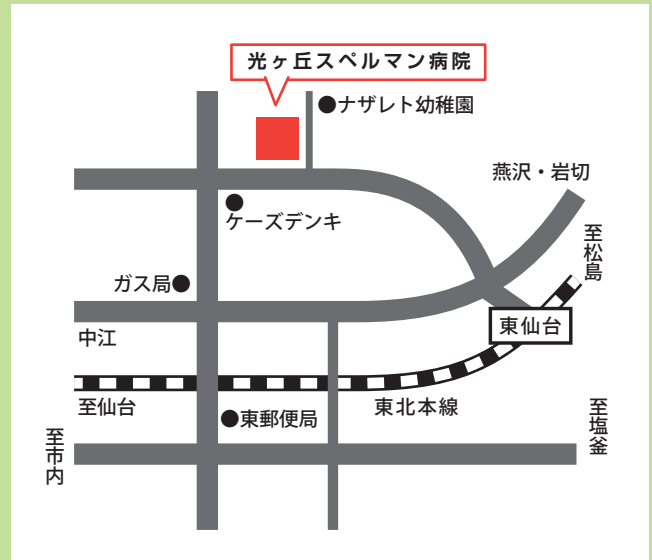 光ヶ丘スペルマン病院
ナザレト幼稚園
燕沢・岩切
ケーズデンキ
至松島
ガス局
東仙台
中江
至仙台
東北本線
東郵便局
至塩釜
至市内